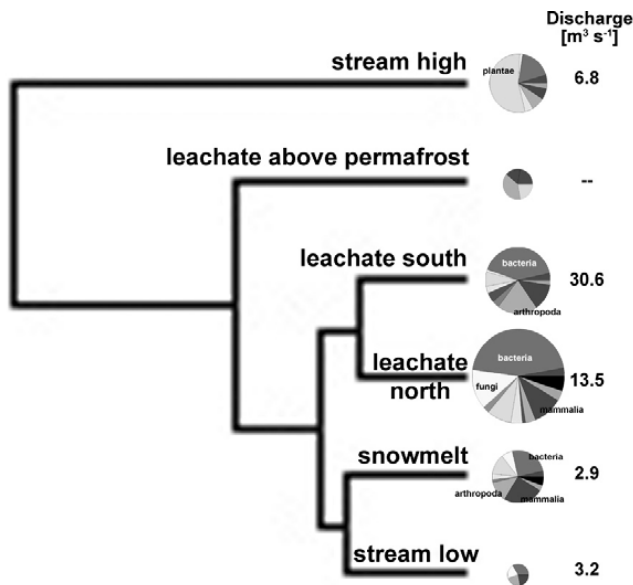 Discharge
[m³ s⁻¹]
stream high
plantae
6.8
leachate above permafrost
--
leachate south
bacteria
arthropoda
30.6
leachate
north
bacteria
fungi
mammalia
13.5
snowmelt
bacteria
arthropoda
mammalia
2.9
stream low
3.2